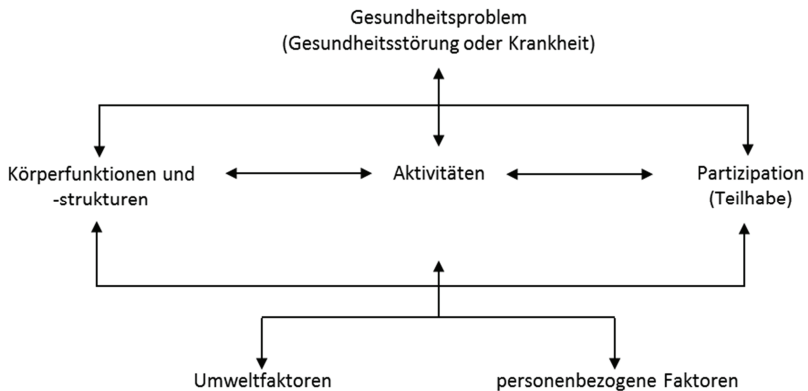 Gesundheitsproblem
(Gesundheitsstörung oder Krankheit)
Körperfunktionen und
-strukturen
Aktivitäten
Partizipation
(Teilhabe)
Umweltfaktoren
personenbezogene Faktoren